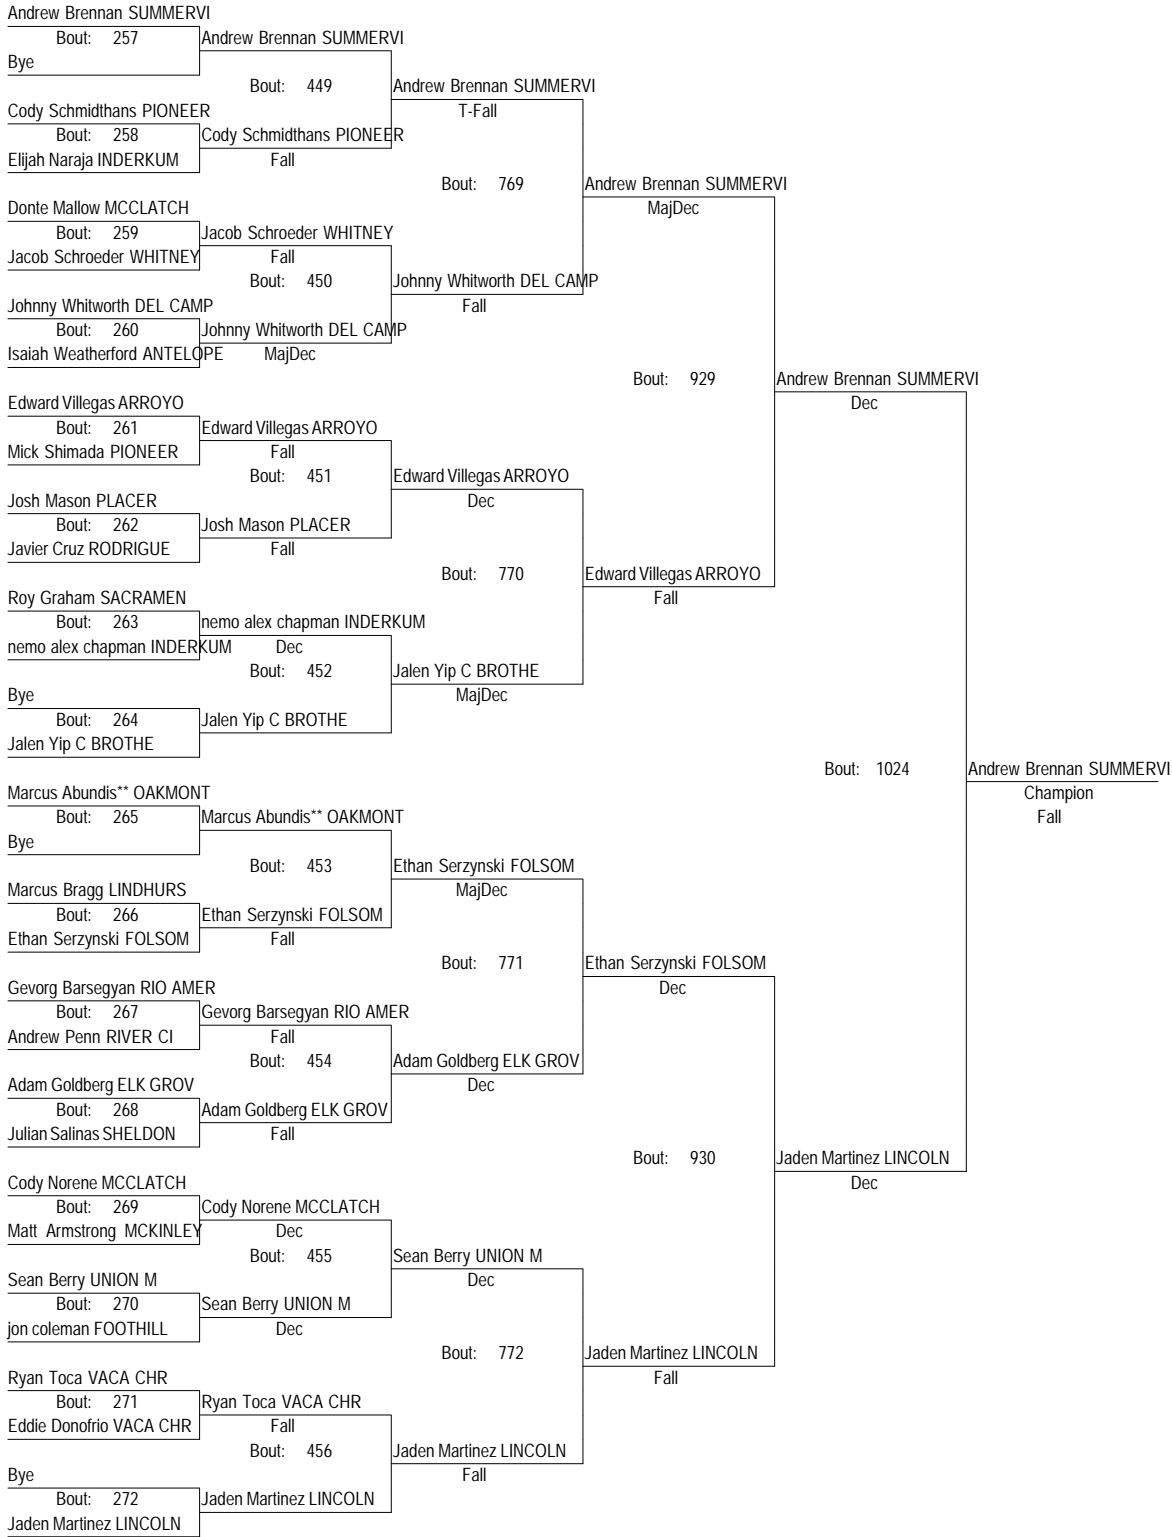 Andrew Brennan SUMMERVI
Bout: 257 Andrew Brennan SUMMERVI
Bye
Bout: 449 Andrew Brennan SUMMERVI
Cody Schmidthans PIONEER T-Fall
Bout: 258 Cody Schmidthans PIONEER
Elijah Naraja INDERKUM Fall
Bout: 769 Andrew Brennan SUMMERVI
Donte Mallow MCCLATCH MajDec
Bout: 259 Jacob Schroeder WHITNEY
Jacob Schroeder WHITNEY Fall
Bout: 450 Johnny Whitworth DEL CAMP
Johnny Whitworth DEL CAMP Fall
Bout: 260 Johnny Whitworth DEL CAMP
Isaiah Weatherford ANTELOPE MajDec
Bout: 929 Andrew Brennan SUMMERVI
Edward Villegas ARROYO Dec
Bout: 261 Edward Villegas ARROYO
Mick Shimada PIONEER Fall
Bout: 451 Edward Villegas ARROYO
Josh Mason PLACER Dec
Bout: 262 Josh Mason PLACER
Javier Cruz RODRIGUE Fall
Bout: 770 Edward Villegas ARROYO
Roy Graham SACRAMEN Fall
Bout: 263 nemo alex chapman INDERKUM
nemo alex chapman INDERKUM Dec
Bout: 452 Jalen Yip C BROTHE
Bye MajDec
Bout: 264 Jalen Yip C BROTHE
Jalen Yip C BROTHE
Bout: 1024 Andrew Brennan SUMMERVI
Marcus Abundis** OAKMONT Champion
Bout: 265 Marcus Abundis** OAKMONT Fall
Bye
Bout: 453 Ethan Serzynski FOLSOM
Marcus Bragg LINDHURS MajDec
Bout: 266 Ethan Serzynski FOLSOM
Ethan Serzynski FOLSOM Fall
Bout: 771 Ethan Serzynski FOLSOM
Gevorg Barsegyan RIO AMER Dec
Bout: 267 Gevorg Barsegyan RIO AMER
Andrew Penn RIVER CI Fall
Bout: 454 Adam Goldberg ELK GROV
Adam Goldberg ELK GROV Dec
Bout: 268 Adam Goldberg ELK GROV
Julian Salinas SHELDON Fall
Bout: 930 Jaden Martinez LINCOLN
Cody Norene MCCLATCH Dec
Bout: 269 Cody Norene MCCLATCH
Matt Armstrong MCKINLEY Dec
Bout: 455 Sean Berry UNION M
Sean Berry UNION M Dec
Bout: 270 Sean Berry UNION M
jon coleman FOOTHILL Dec
Bout: 772 Jaden Martinez LINCOLN
Ryan Toca VACA CHR Fall
Bout: 271 Ryan Toca VACA CHR
Eddie Donofrio VACA CHR Fall
Bout: 456 Jaden Martinez LINCOLN
Bye Fall
Bout: 272 Jaden Martinez LINCOLN
Jaden Martinez LINCOLN